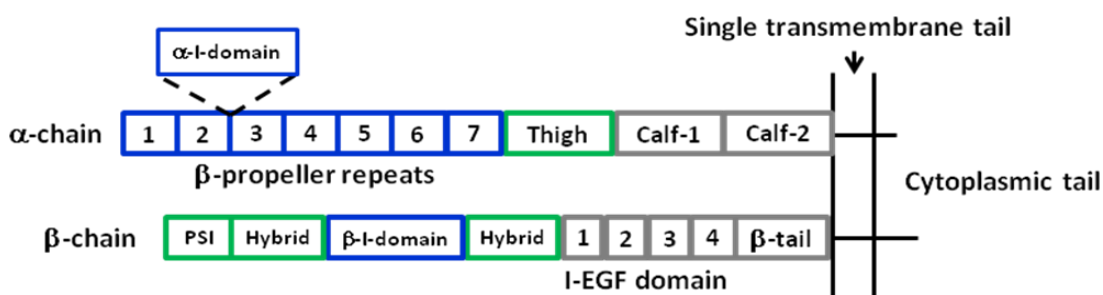 Single transmembrane tail
α-I-domain
α-chain
1 2 3 4 5 6 7 Thigh Calf-1 Calf-2
β-propeller repeats
Cytoplasmic tail
β-chain
PSI Hybrid β-I-domain Hybrid 1 2 3 4 β-tail
I-EGF domain